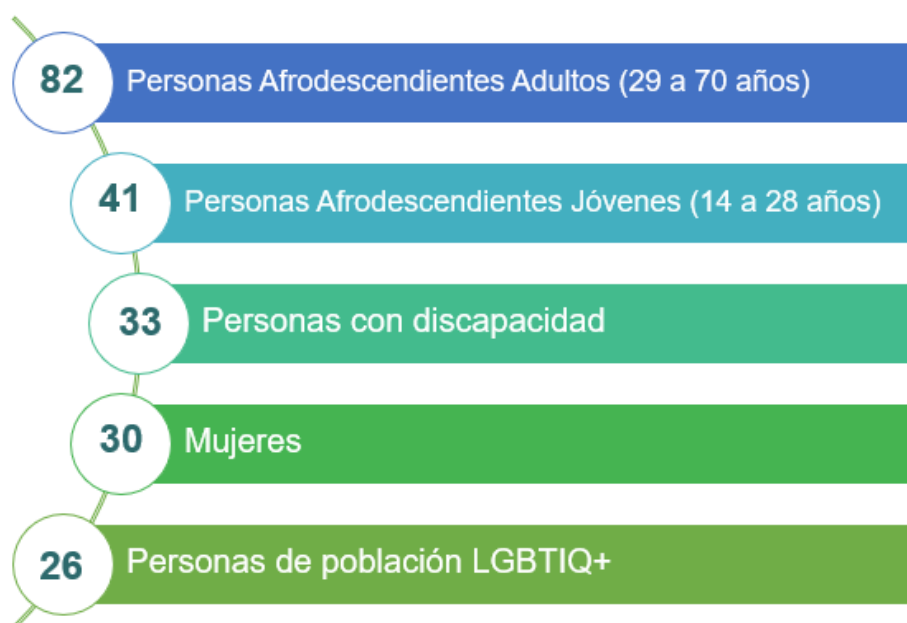 82 Personas Afrodescendientes Adultos (29 a 70 años)
41 Personas Afrodescendientes Jóvenes (14 a 28 años)
33 Personas con discapacidad
30 Mujeres
26 Personas de población LGBTIQ+